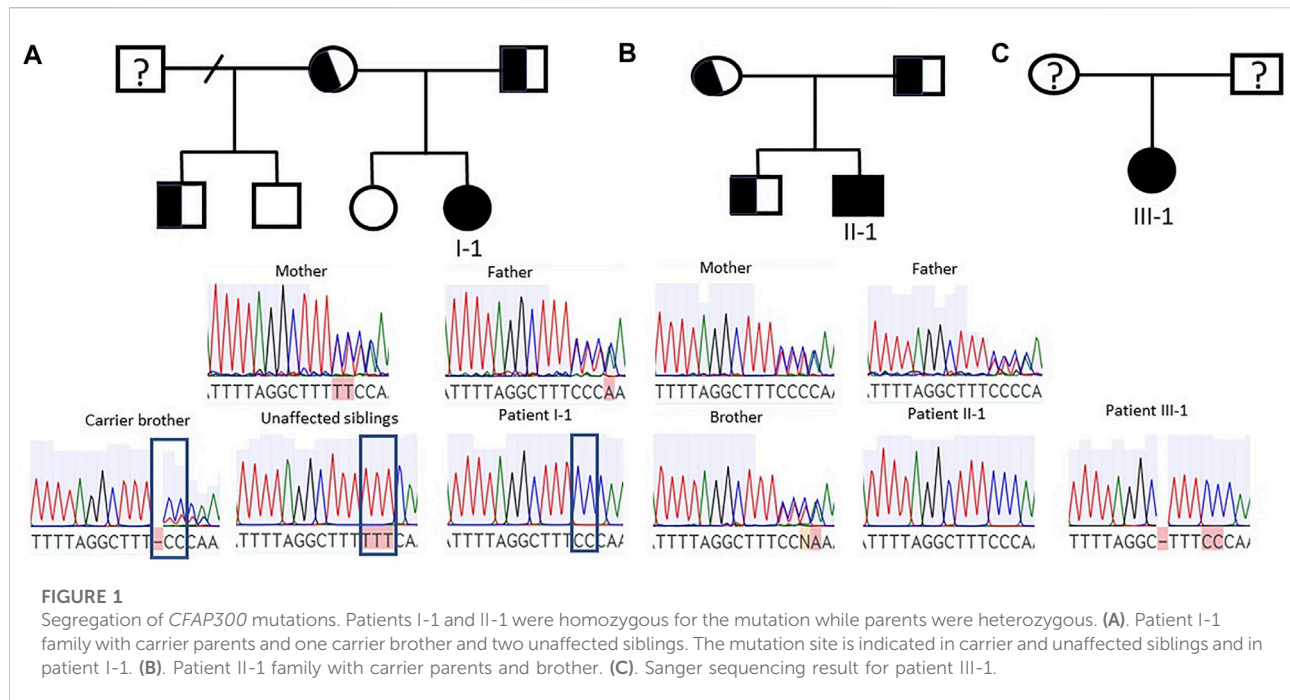 A
B
C
?
?
?
I-1
II-1
III-1
Mother
Father
Mother
Father
.TTTTAGGCTTTTTCCA
ATTTTAGGCTTTCCCAA
TTTTAGGCTTTCCCCAA
ATTTTAGGCTTTCCCCA
Carrier brother
Unaffected siblings
Patient I-1
Brother
Patient II-1
Patient III-1
TTTTAGGCTTT-CCCAA
.TTTTAGGCTTTTTTCA
.TTTTAGGCTTTCCCAA
.TTTTAGGCTTTCCNAA
.TTTTAGGCTTTCCCAA
TTTTAGGC-TTTCCCAA
FIGURE 1
Segregation of CFAP300 mutations. Patients I-1 and II-1 were homozygous for the mutation while parents were heterozygous. (A). Patient I-1
family with carrier parents and one carrier brother and two unaffected siblings. The mutation site is indicated in carrier and unaffected siblings and in
patient I-1. (B). Patient II-1 family with carrier parents and brother. (C). Sanger sequencing result for patient III-1.